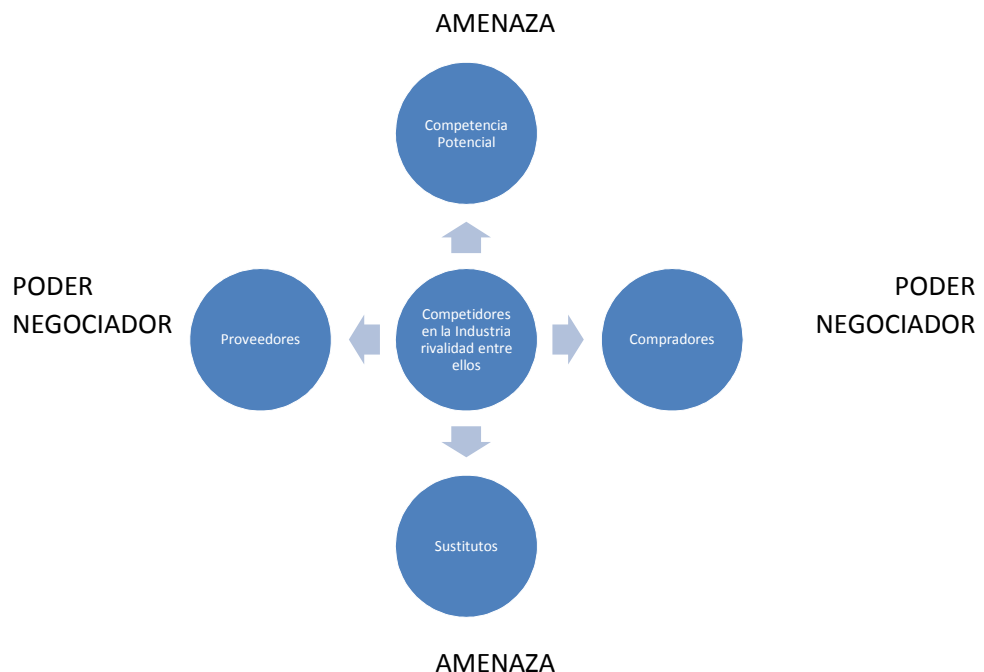 AMENAZA
Competencia
Potencial
PODER
NEGOCIADOR
Proveedores
Competidores
en la Industria
rivalidad entre
ellos
Compradores
PODER
NEGOCIADOR
Sustitutos
AMENAZA